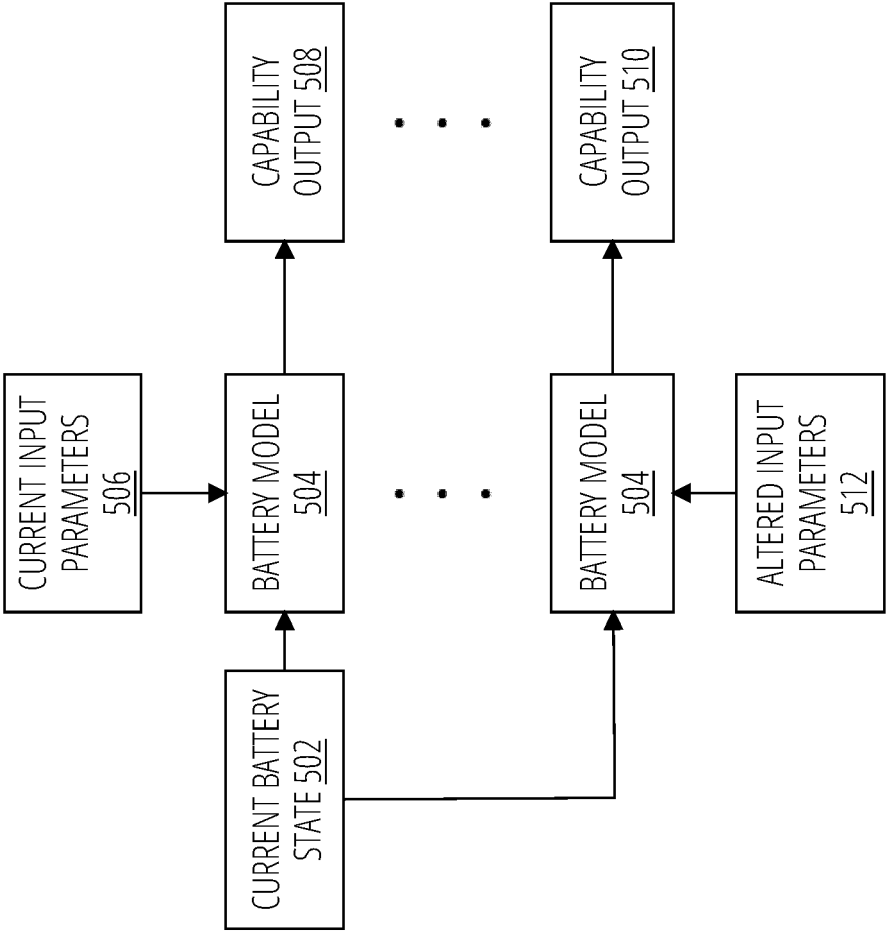 CURRENT INPUT
PARAMETERS
506
CURRENT BATTERY
STATE 502
BATTERY MODEL
504
CAPABILITY
OUTPUT 508
BATTERY MODEL
504
CAPABILITY
OUTPUT 510
ALTERED INPUT
PARAMETERS
512